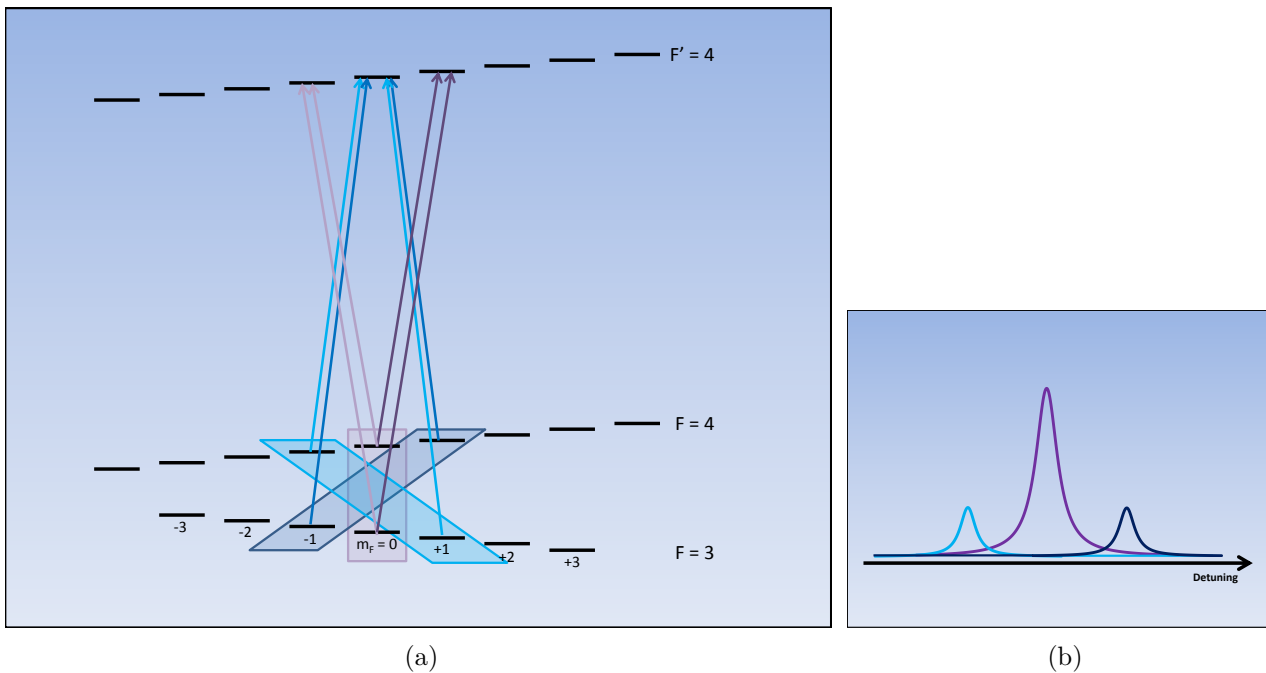 F' = 4
F = 4
-3
-2
-1
m_F = 0
+1
+2
+3
F = 3
Detuning
(a)
(b)